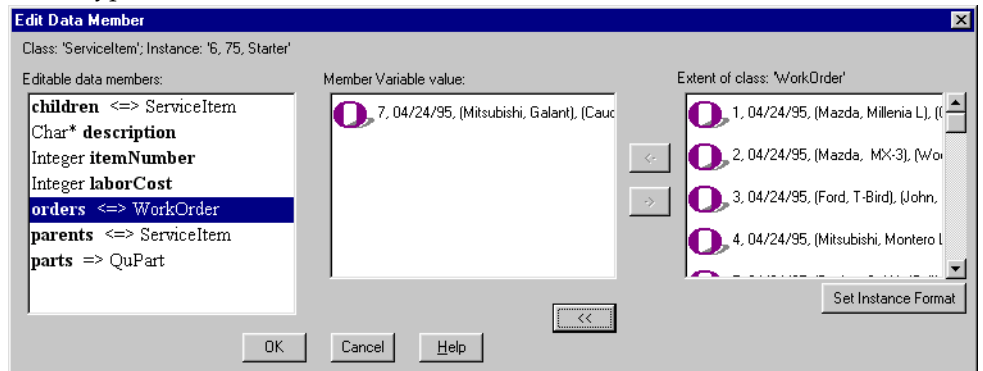 Edit Data Member
Class: 'ServiceItem'; Instance: '6, 75, Starter'
Editable data members:
Member Variable value:
Extent of class: 'WorkOrder'
children <=> ServiceItem
Char* description
Integer itemNumber
Integer laborCost
orders <=> WorkOrder
parents <=> ServiceItem
parts => QuPart
7, 04/24/95, (Mitsubishi, Galant), (Cauc
<-
->
1, 04/24/95, (Mazda, Millenia L), ((
2, 04/24/95, (Mazda, MX-3), (Wo
3, 04/24/95, (Ford, T-Bird), (John,
4, 04/24/95, (Mitsubishi, Montero L
Set Instance Format
<<
OK
Cancel
Help